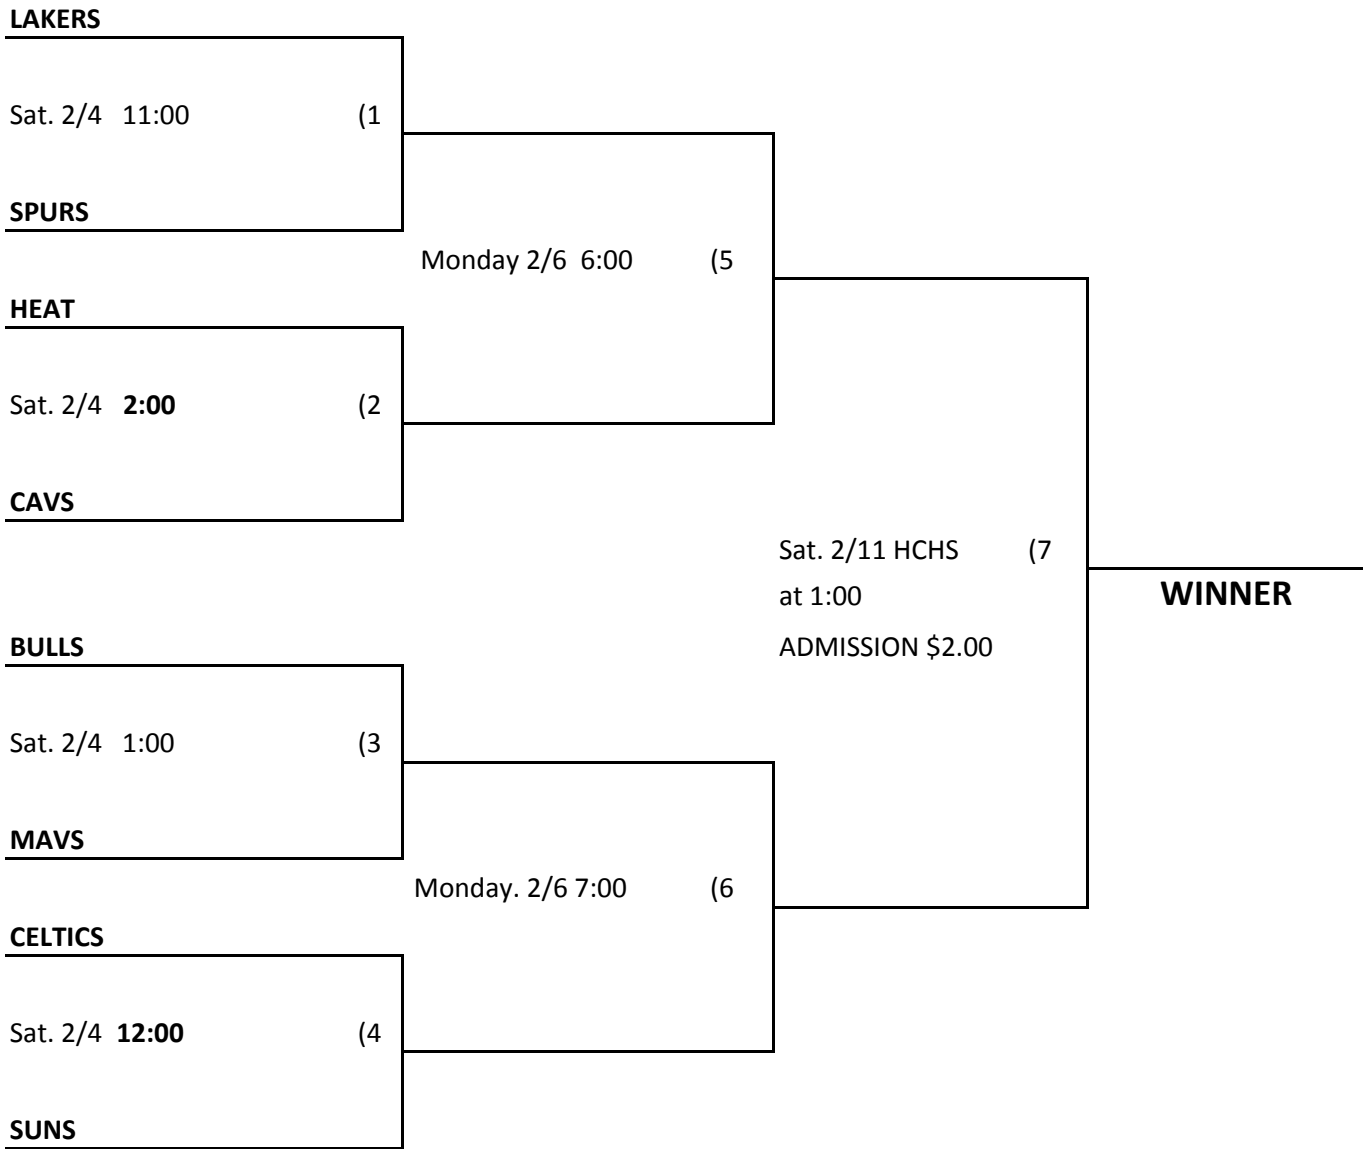 LAKERS
Sat. 2/4 11:00 (1
SPURS
Monday 2/6 6:00 (5
HEAT
Sat. 2/4 2:00 (2
CAVS
Sat. 2/11 HCHS (7
at 1:00
WINNER
ADMISSION $2.00
BULLS
Sat. 2/4 1:00 (3
MAVS
Monday. 2/6 7:00 (6
CELTICS
Sat. 2/4 12:00 (4
SUNS